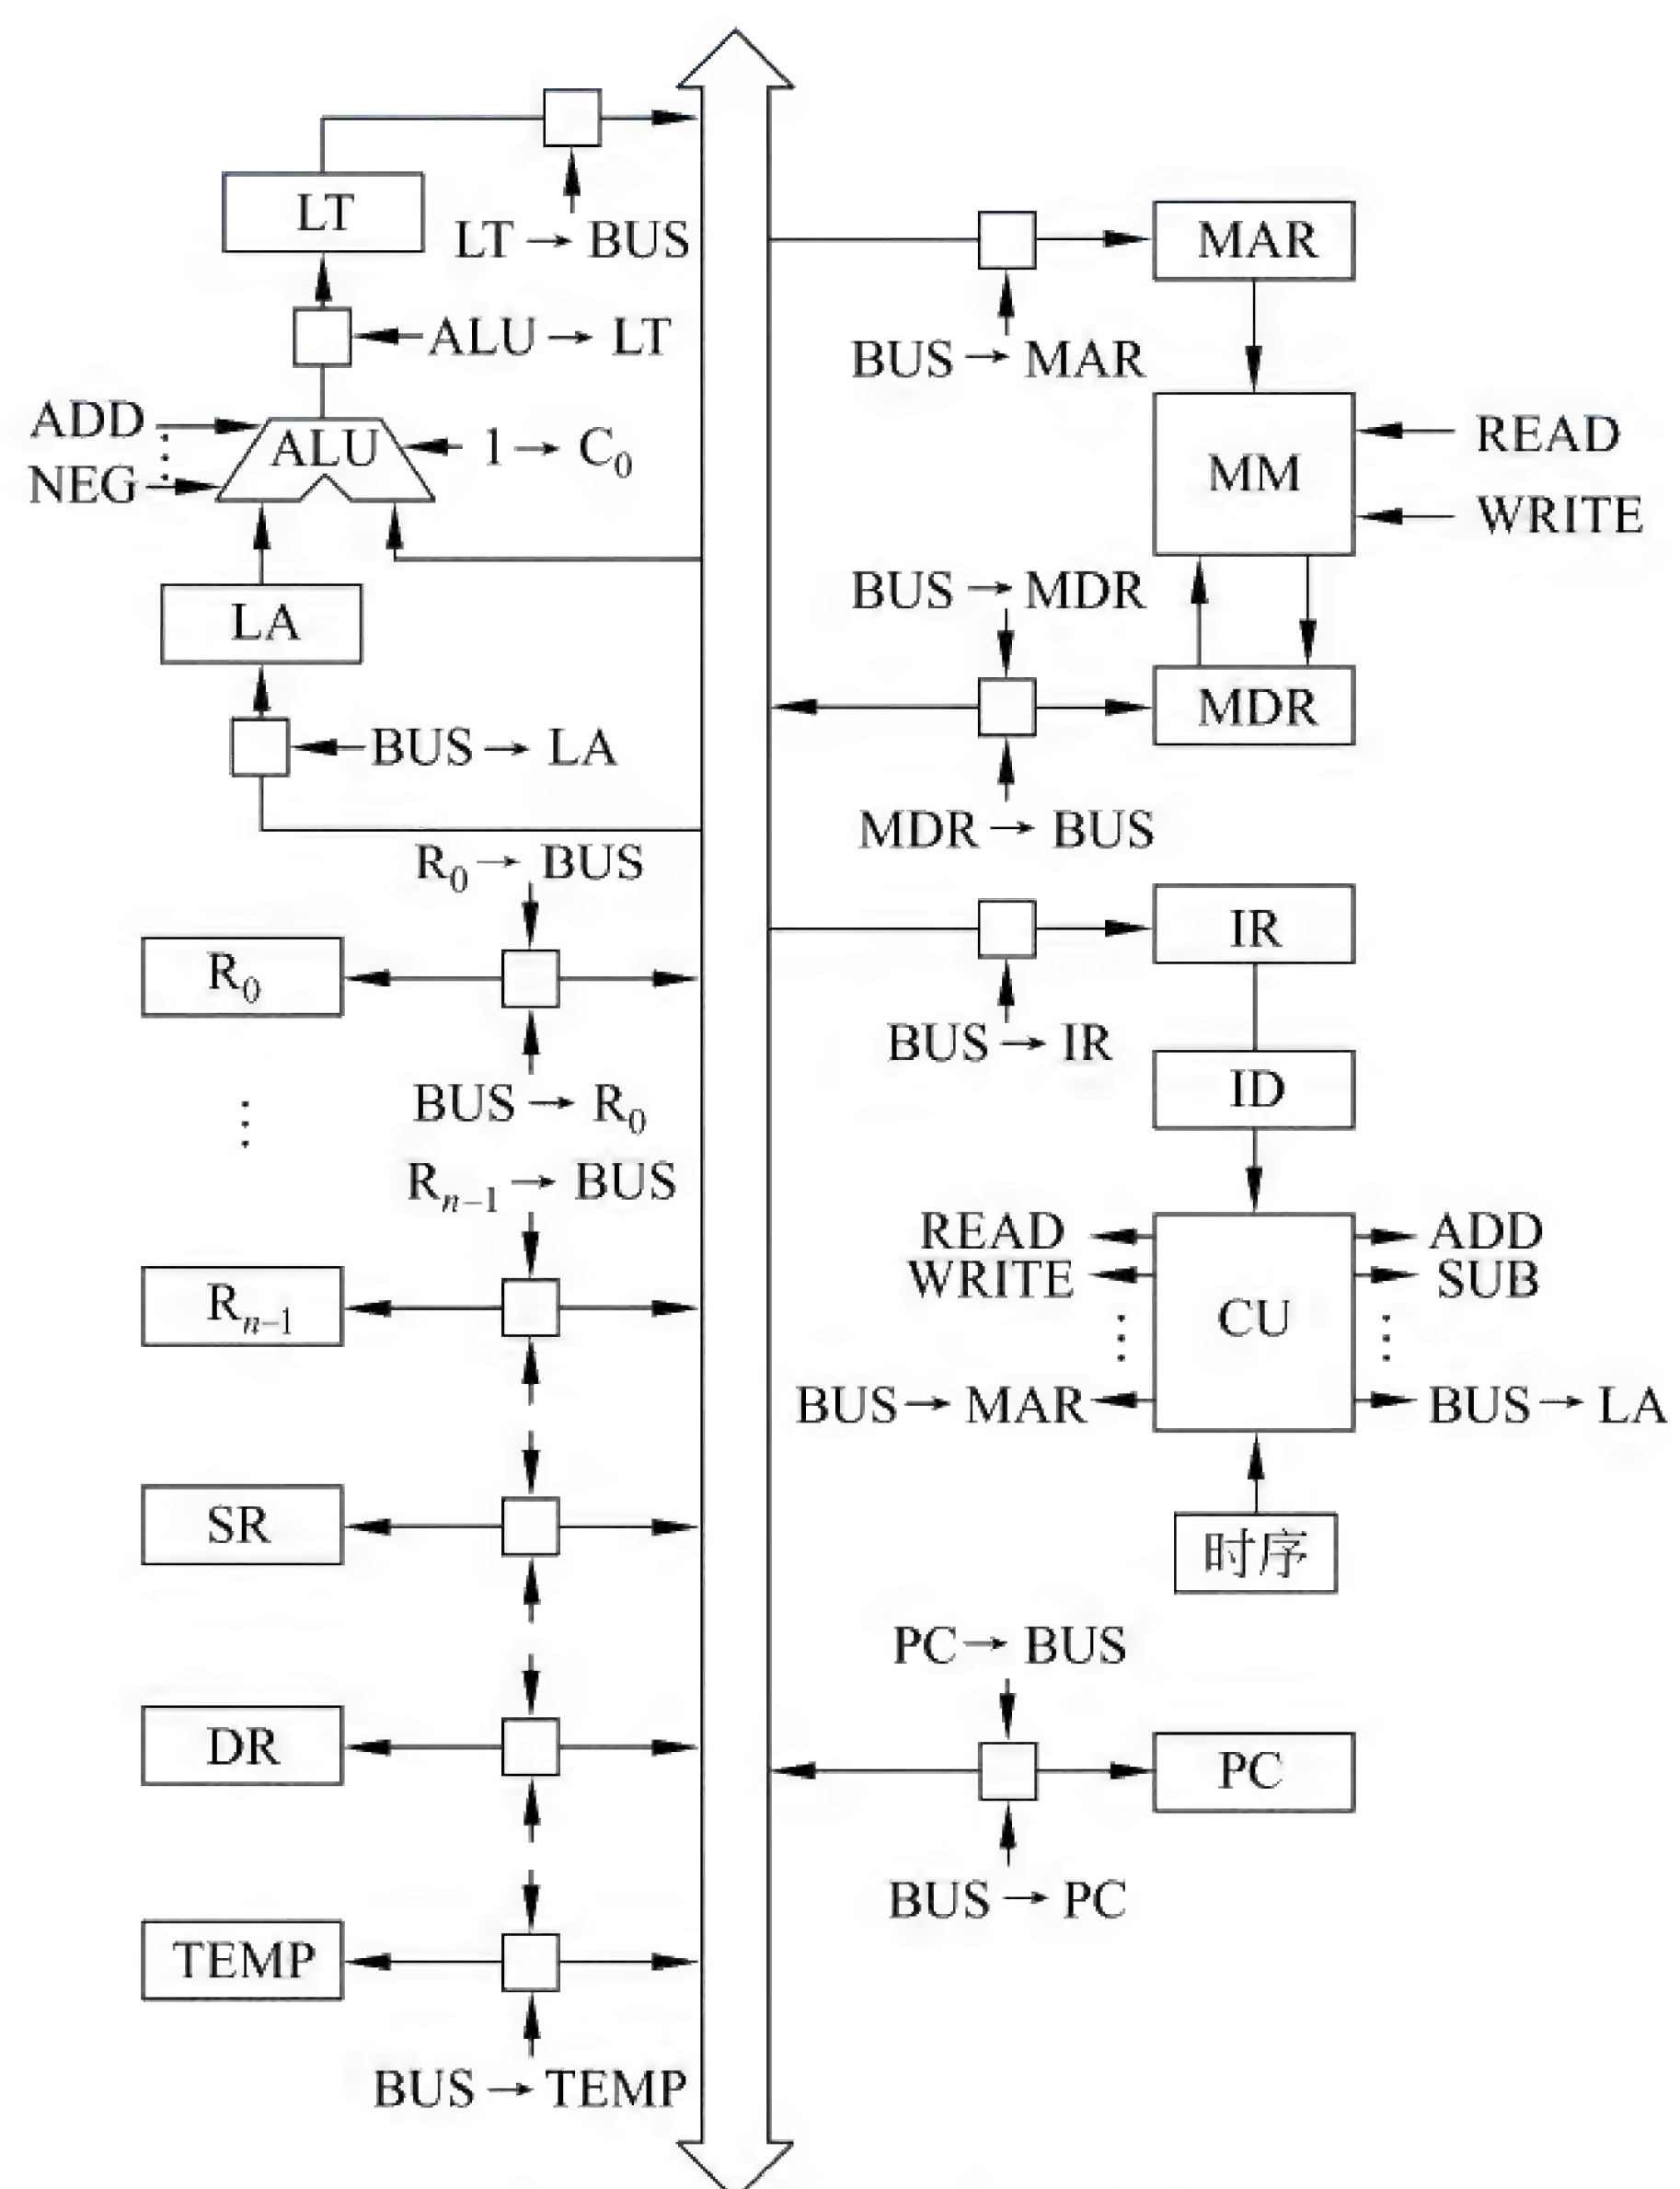 LT
LT → BUS
ALU → LT
ADD
⋮
NEG
ALU
1 → C₀
LA
BUS → LA
R₀ → BUS
R₀
BUS → R₀
⋮
Rₙ₋₁ → BUS
Rₙ₋₁
SR
DR
TEMP
BUS → TEMP
MAR
BUS → MAR
MM
READ
WRITE
BUS → MDR
MDR
MDR → BUS
IR
BUS → IR
ID
READ
WRITE
⋮
BUS → MAR
CU
ADD
SUB
⋮
BUS → LA
时序
PC → BUS
PC
BUS → PC